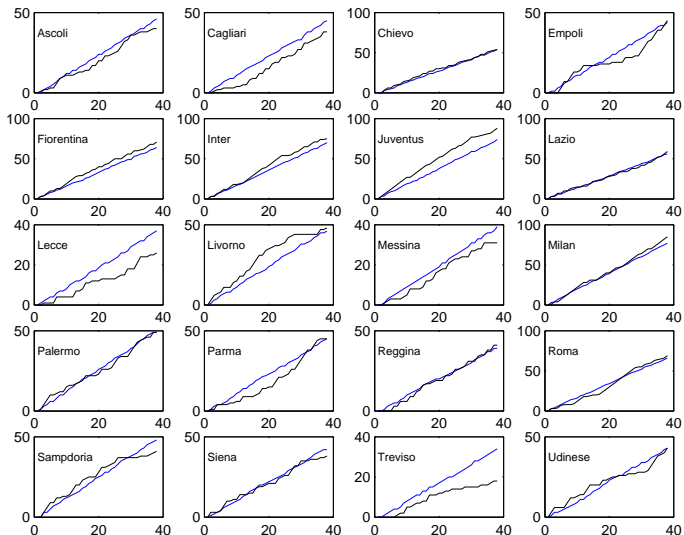 50 50 100 50
Ascoli Cagliari Chievo Empoli
50
0 0 0 0
0 20 40 0 20 40 0 20 40 0 20 40
100 100 100 100
Fiorentina Inter Juventus Lazio
50 50 50 50
0 0 0 0
0 20 40 0 20 40 0 20 40 0 20 40
40 50 40 100
Lecce Livorno Messina Milan
20 20 50
0 0 0 0
0 20 40 0 20 40 0 20 40 0 20 40
50 50 50 100
Palermo Parma Reggina Roma
50
0 0 0 0
0 20 40 0 20 40 0 20 40 0 20 40
50 50 40 50
Sampdoria Siena Treviso Udinese
20
0 0 0 0
0 20 40 0 20 40 0 20 40 0 20 40